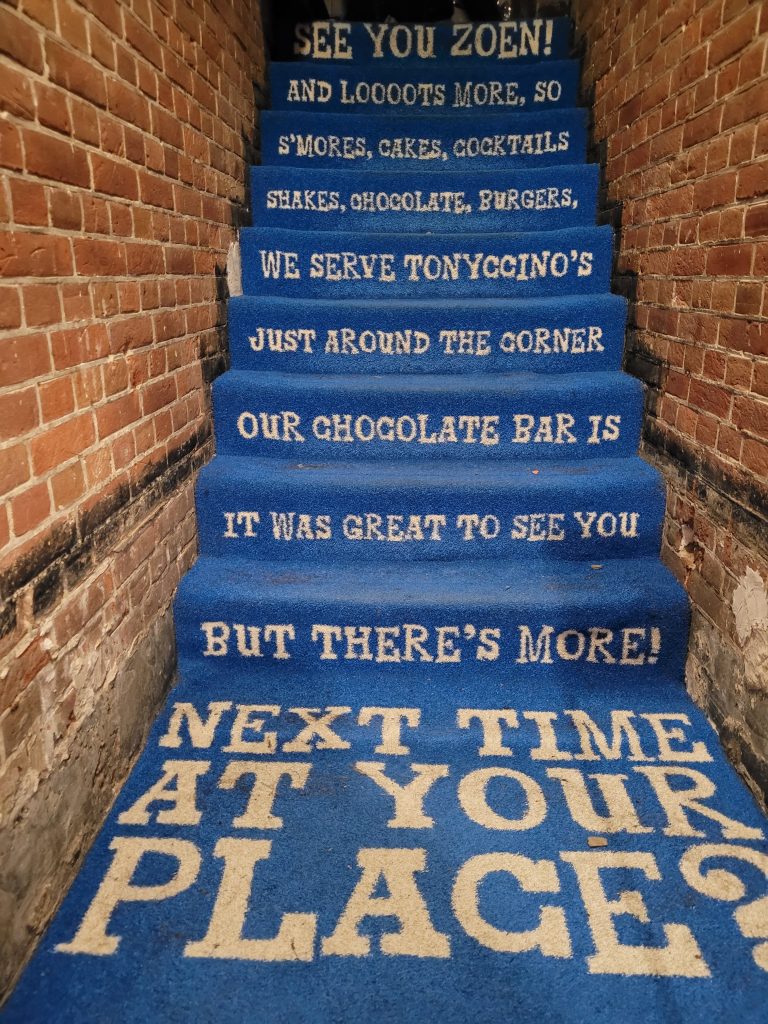 NEXT TIME
AT YOUR
PLACE?
BUT THERE'S MORE!
IT WAS GREAT TO SEE YOU
OUR CHOCOLATE BAR IS
JUST AROUND THE CORNER
WE SERVE TONYCCINO'S
SHAKES, CHOCOLATE, BURGERS,
S'MORES, CAKES, COCKTAILS
AND LOOOOTS MORE, SO
SEE YOU ZOEN!